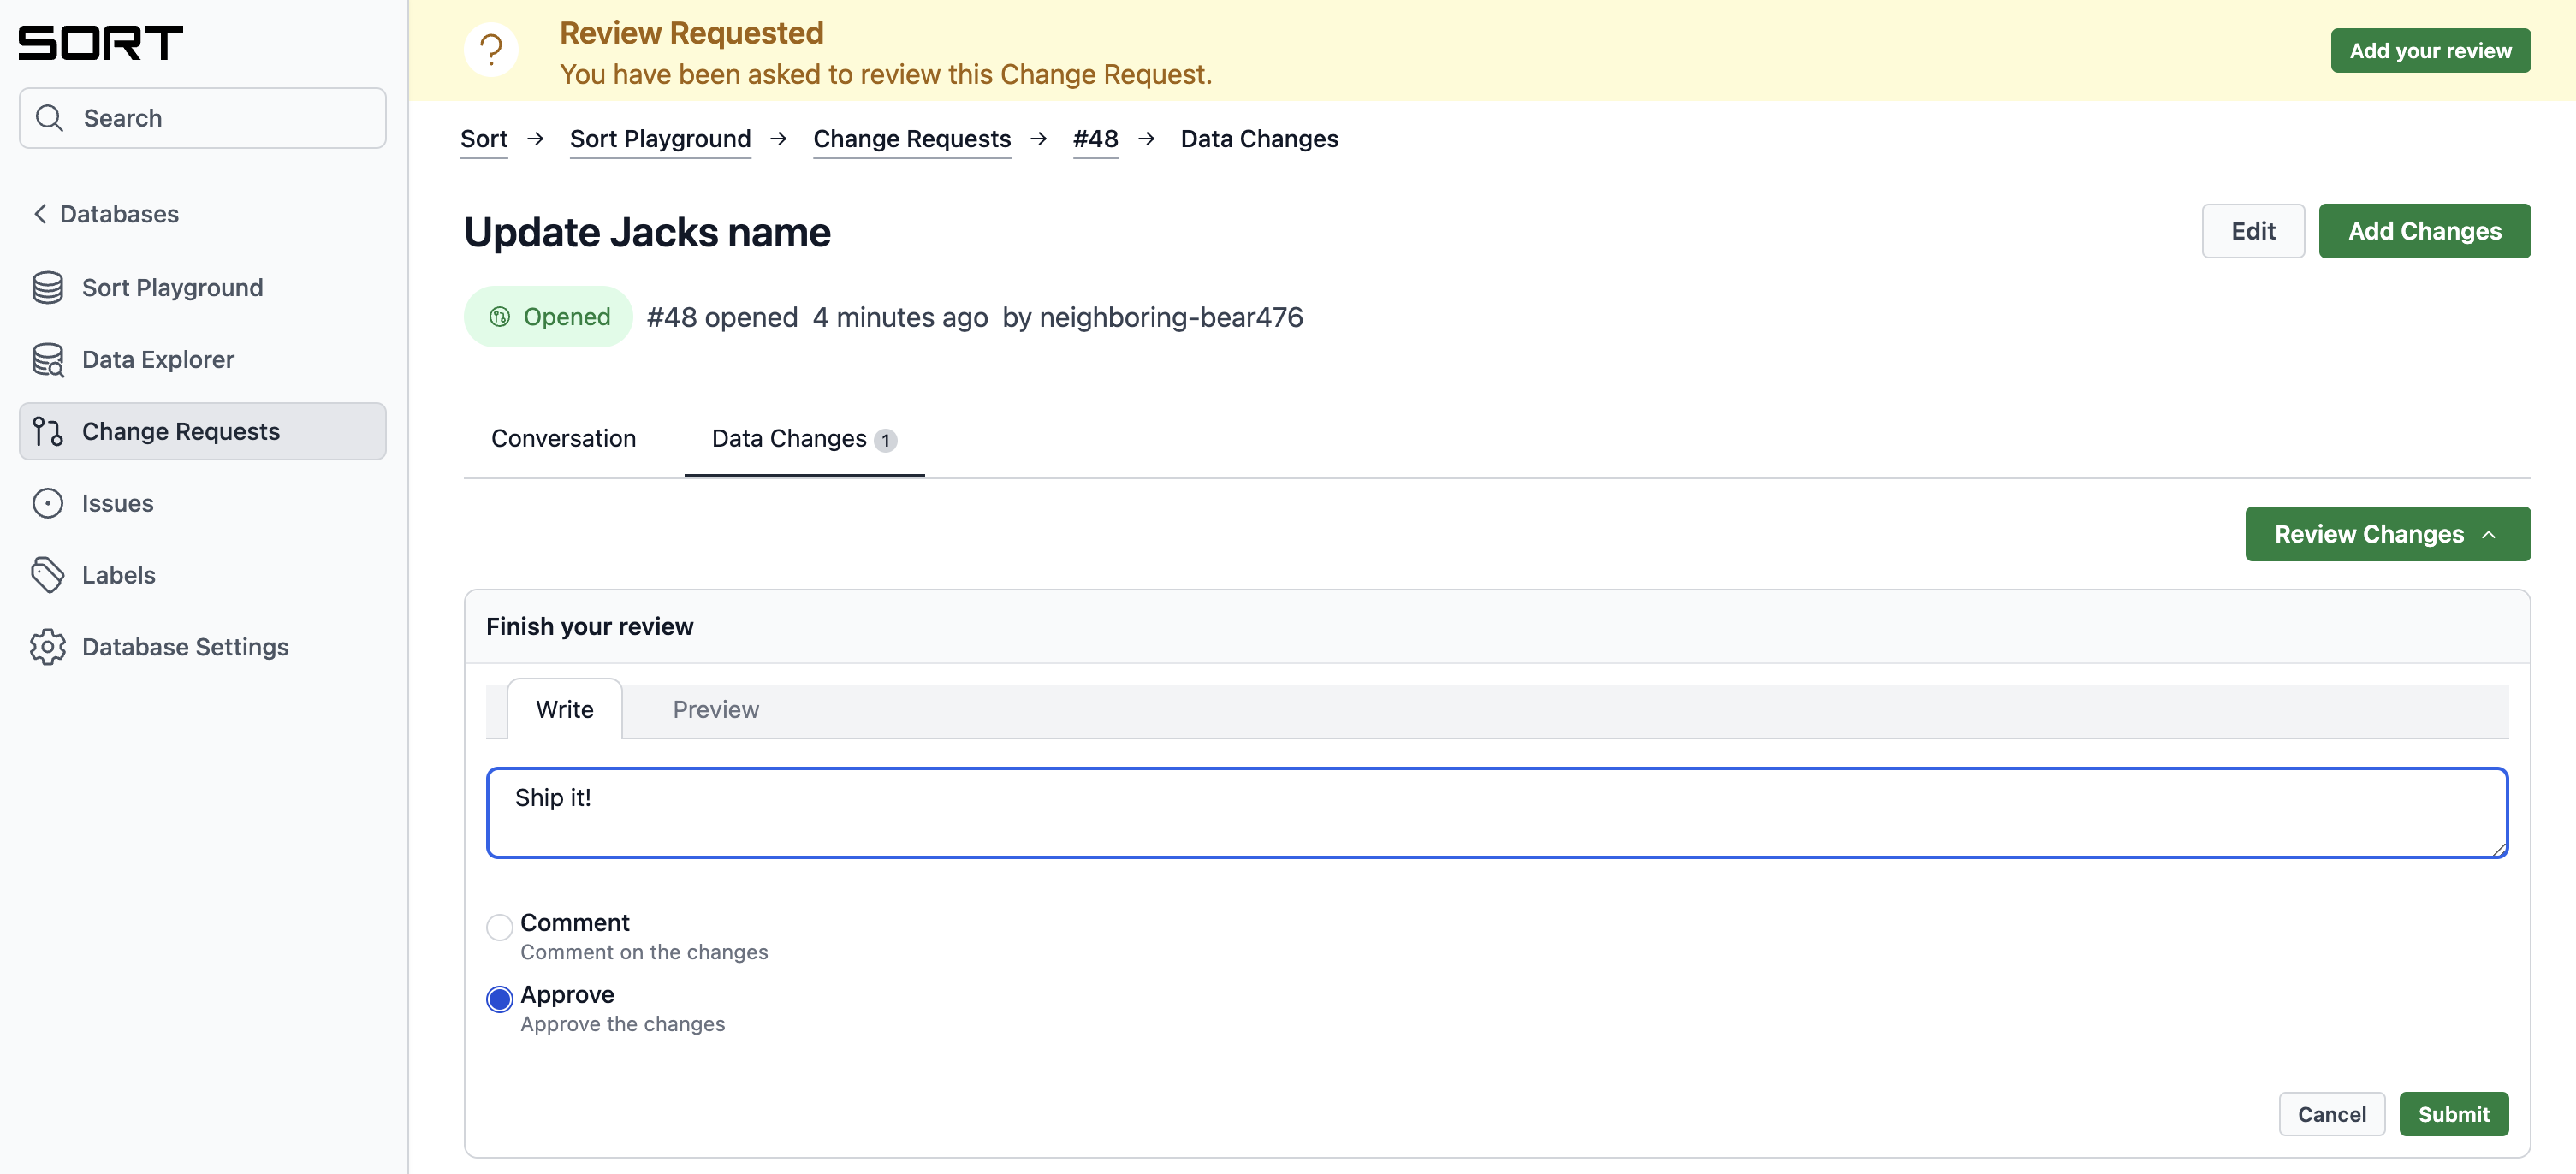 SORT
Search
Databases
Sort Playground
Data Explorer
Change Requests
Issues
Labels
Database Settings
Review Requested
You have been asked to review this Change Request.
Add your review
Sort → Sort Playground → Change Requests → #48 → Data Changes
Update Jacks name
Edit
Add Changes
Opened
#48 opened 4 minutes ago by neighboring-bear476
Conversation
Data Changes 1
Review Changes
Finish your review
Write
Preview
Ship it!
Comment
Comment on the changes
Approve
Approve the changes
Cancel
Submit